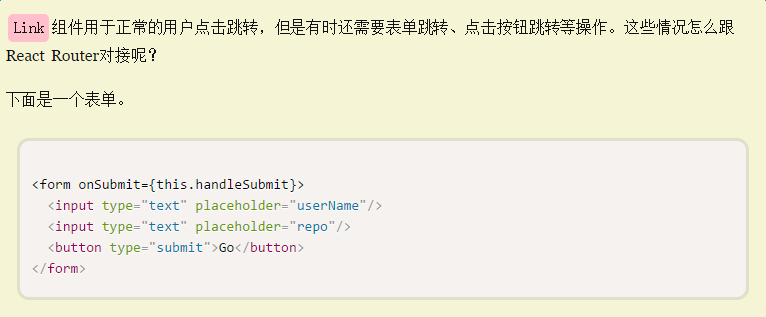 Link组件用于正常的用户点击跳转，但是有时还需要表单跳转、点击按钮跳转等操作。这些情况怎么跟
React Router对接呢？
下面是一个表单。
<form onSubmit={this.handleSubmit}>
  <input type="text" placeholder="userName"/>
  <input type="text" placeholder="repo"/>
  <button type="submit">Go</button>
</form>